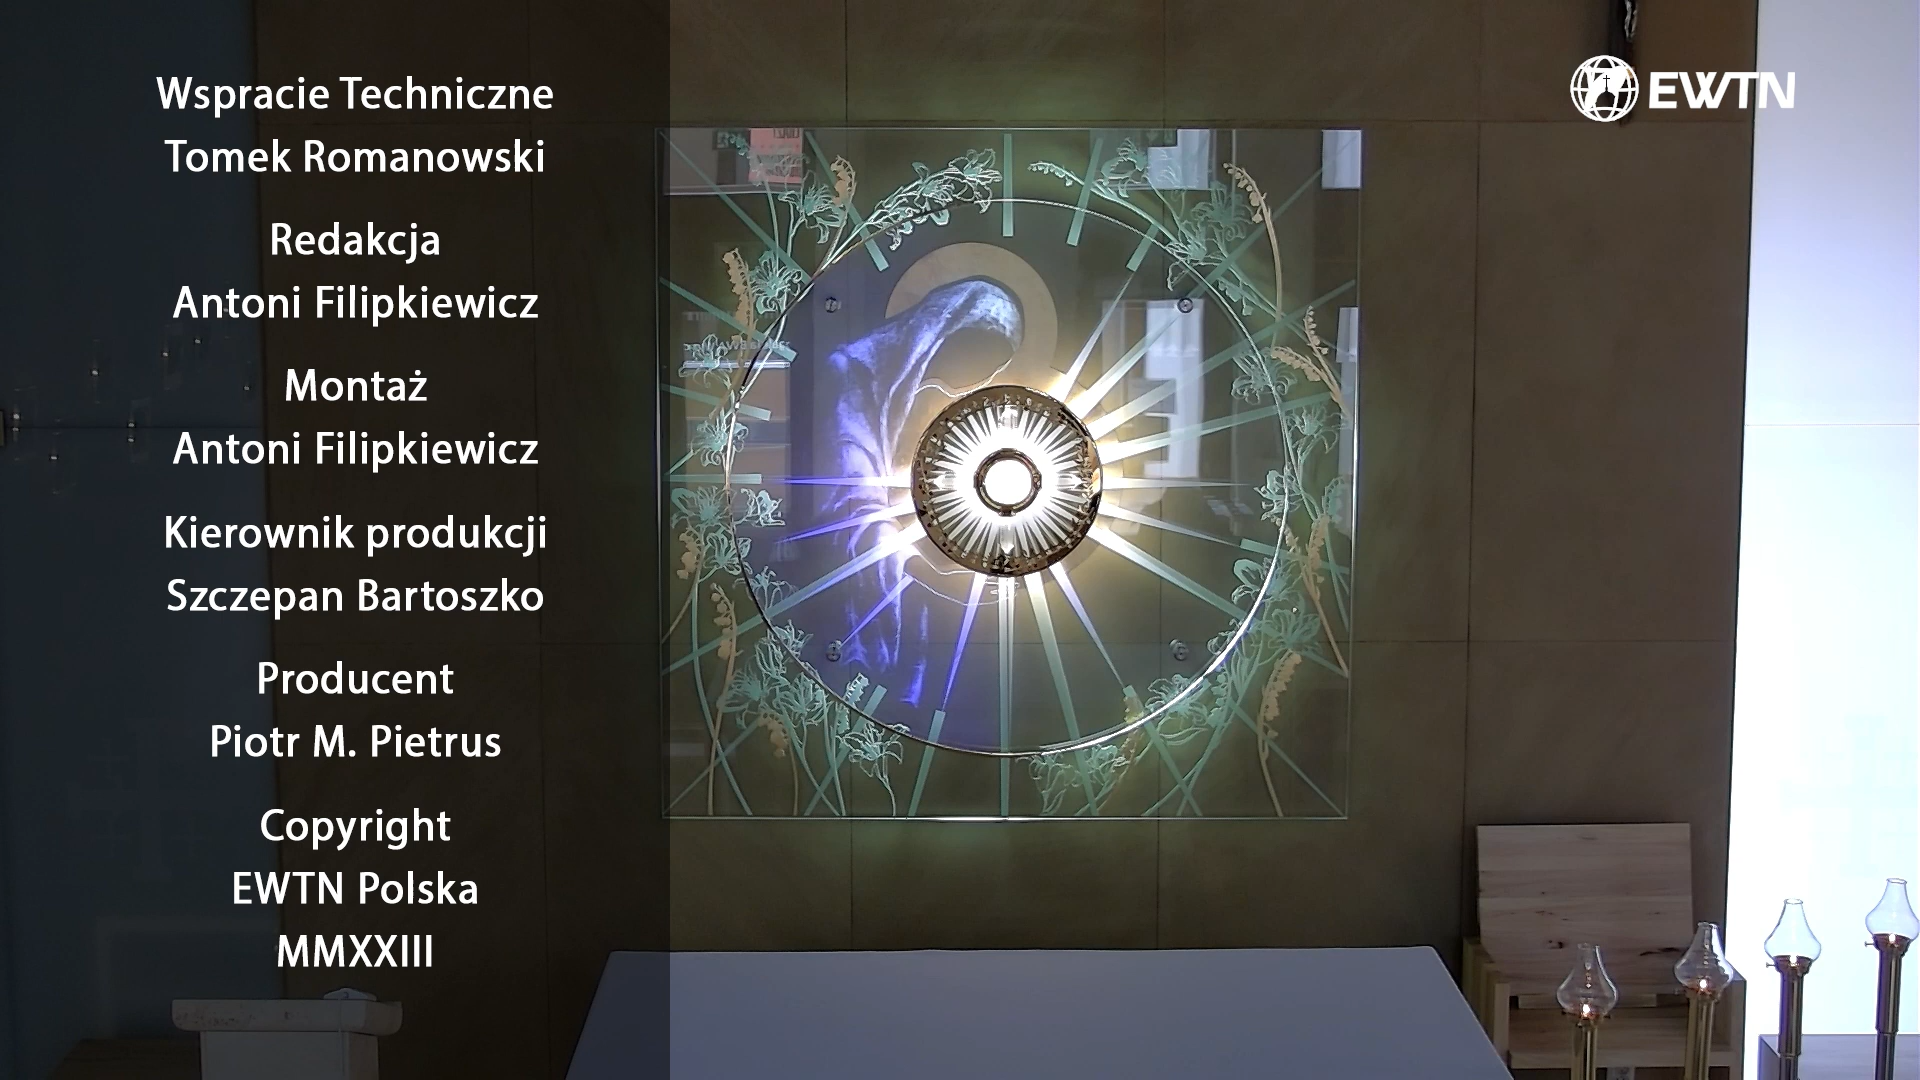 Wspracie Techniczne
Tomek Romanowski
Redakcja
Antoni Filipkiewicz
Montaż
Antoni Filipkiewicz
Kierownik produkcji
Szczepan Bartoszko
Producent
Piotr M. Pietrus
Copyright
EWTN Polska
MMXXIII
EWTN